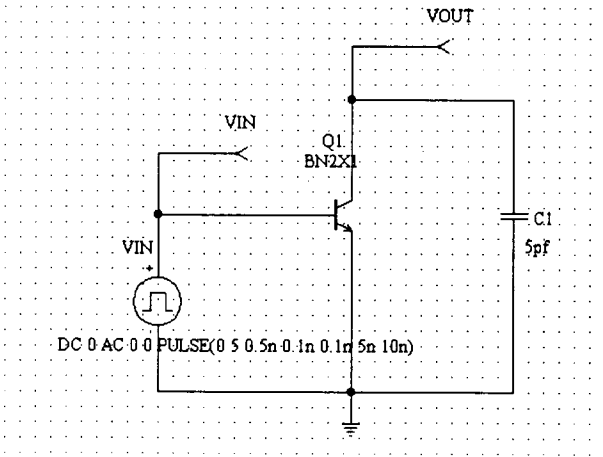 VOUT
VIN
Q1
BN2X1
C1
5pf
VIN
+
DC 0 AC 0 0 PULSE(0 5 0.5n 0.1n 0.1n 5n 10n)